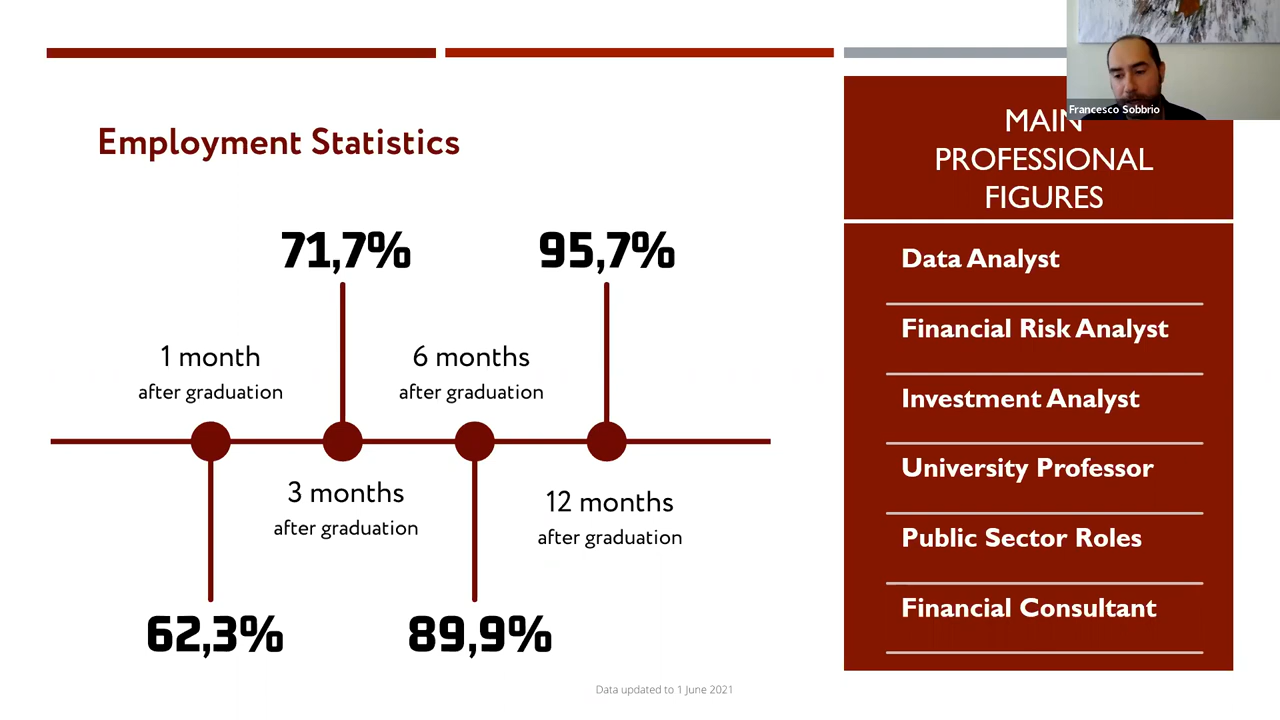 Francesco Sobbrio
Employment Statistics
71,7%
95,7%
1 month
after graduation
6 months
after graduation
3 months
after graduation
12 months
after graduation
62,3%
89,9%
MAIN
PROFESSIONAL
FIGURES
Data Analyst
Financial Risk Analyst
Investment Analyst
University Professor
Public Sector Roles
Financial Consultant
Data updated to 1 June 2021